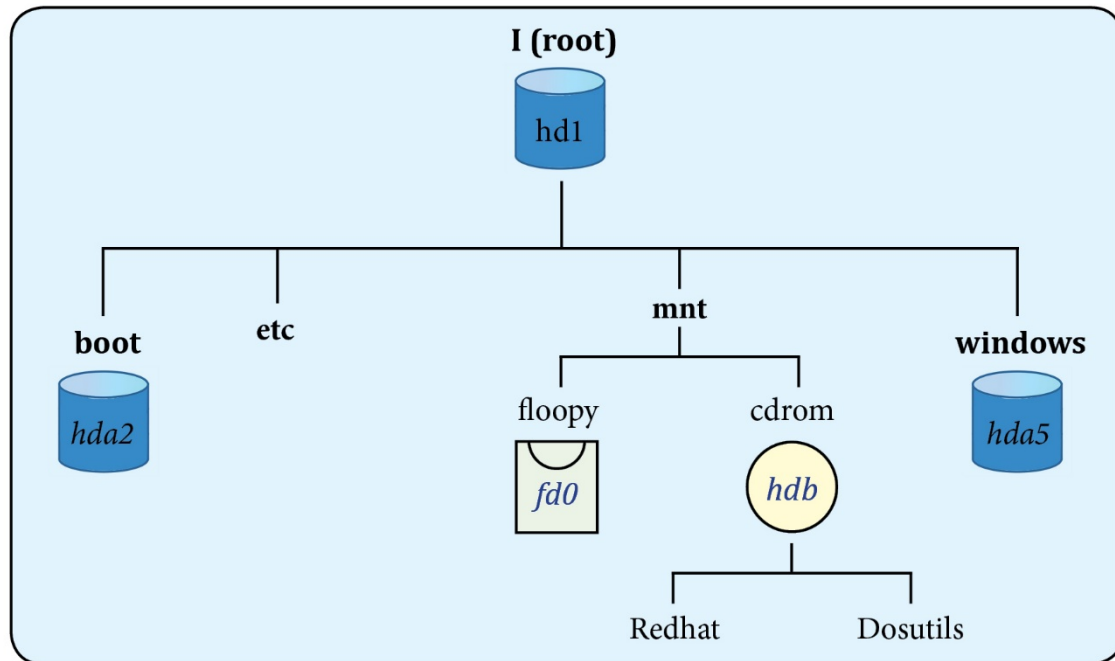 I (root)
hd1
boot
hda2
etc
mnt
floopy
fd0
cdrom
hdb
Redhat
Dosutils
windows
hda5